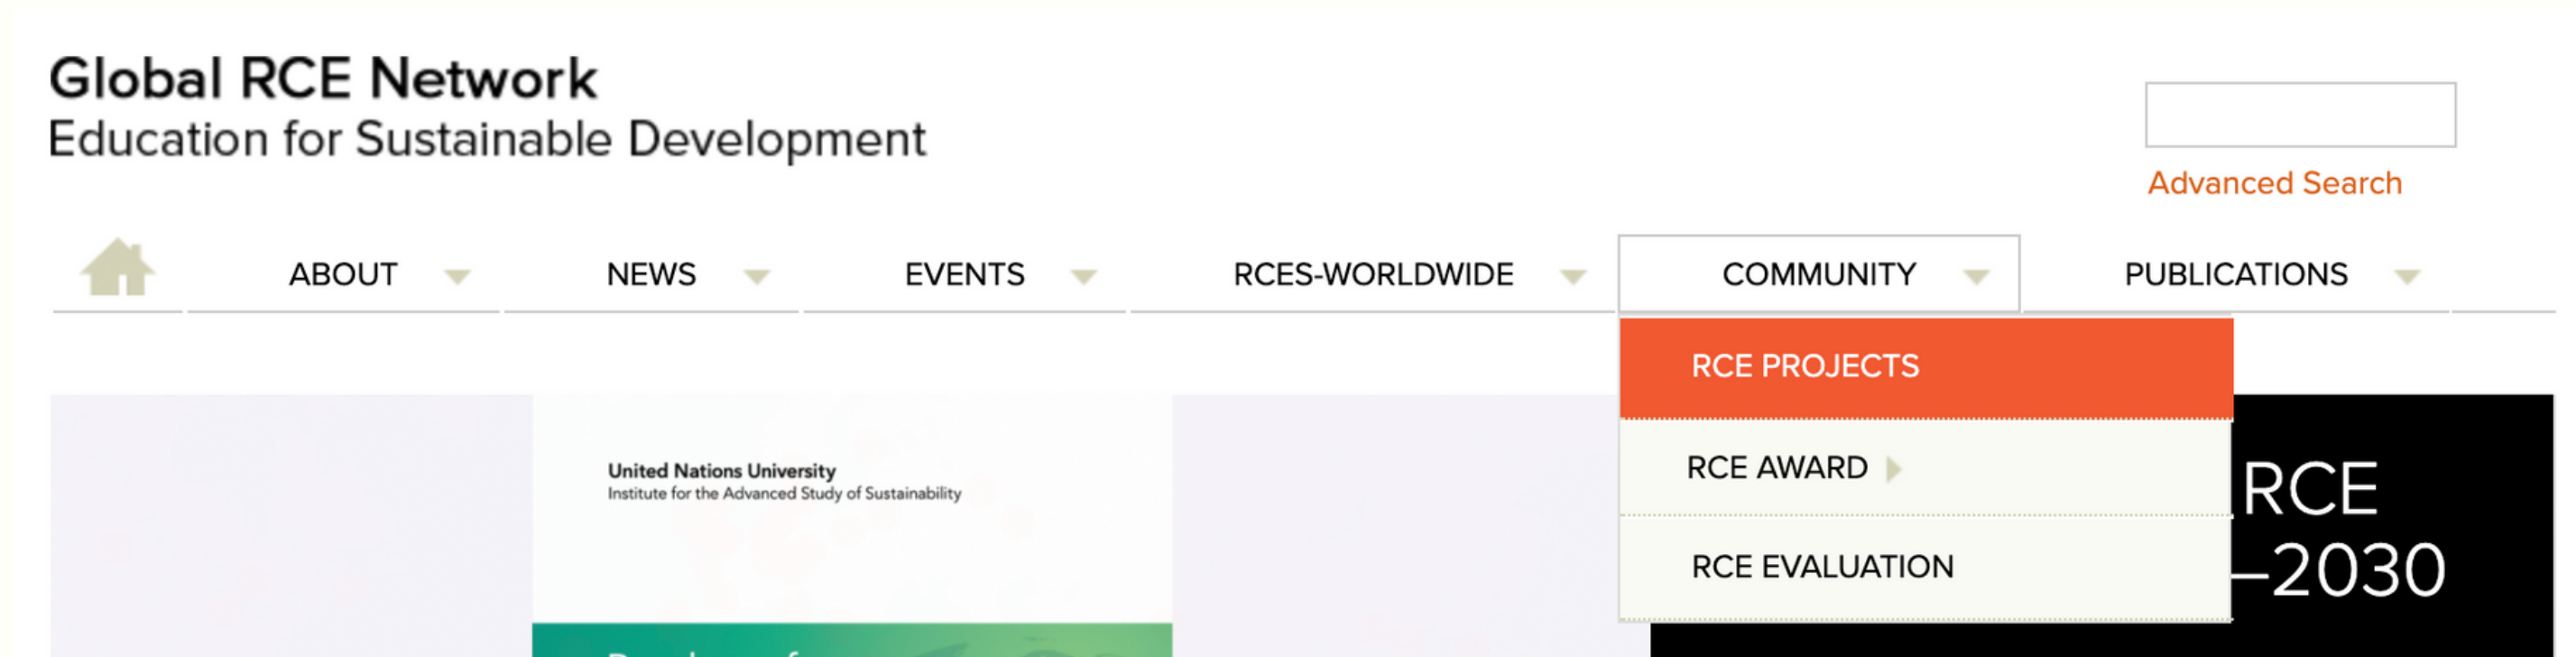 Global RCE Network
Education for Sustainable Development
Advanced Search
ABOUT NEWS EVENTS RCES-WORLDWIDE COMMUNITY PUBLICATIONS
RCE PROJECTS
RCE AWARD
RCE EVALUATION
United Nations University
Institute for the Advanced Study of Sustainability
RCE
–2030